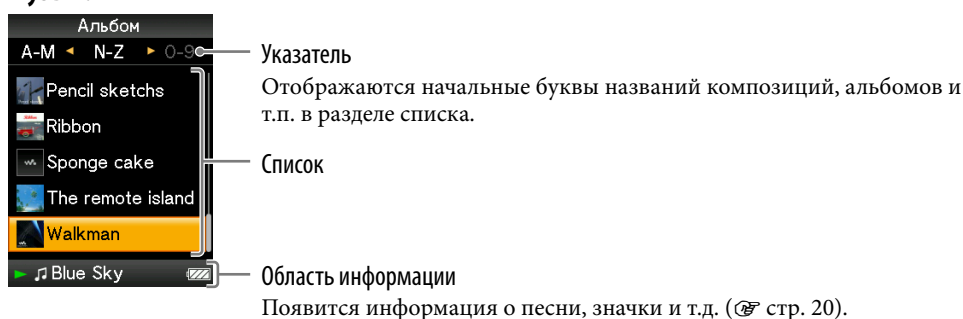 Альбом
A-M ◄ N-Z ► 0-9
Указатель
Отображаются начальные буквы названий композиций, альбомов и
т.п. в разделе списка.
Pencil sketchs
Ribbon
Sponge cake
The remote island
Walkman
Список
Blue Sky
Область информации
Появится информация о песни, значки и т.д. (☞ стр. 20).